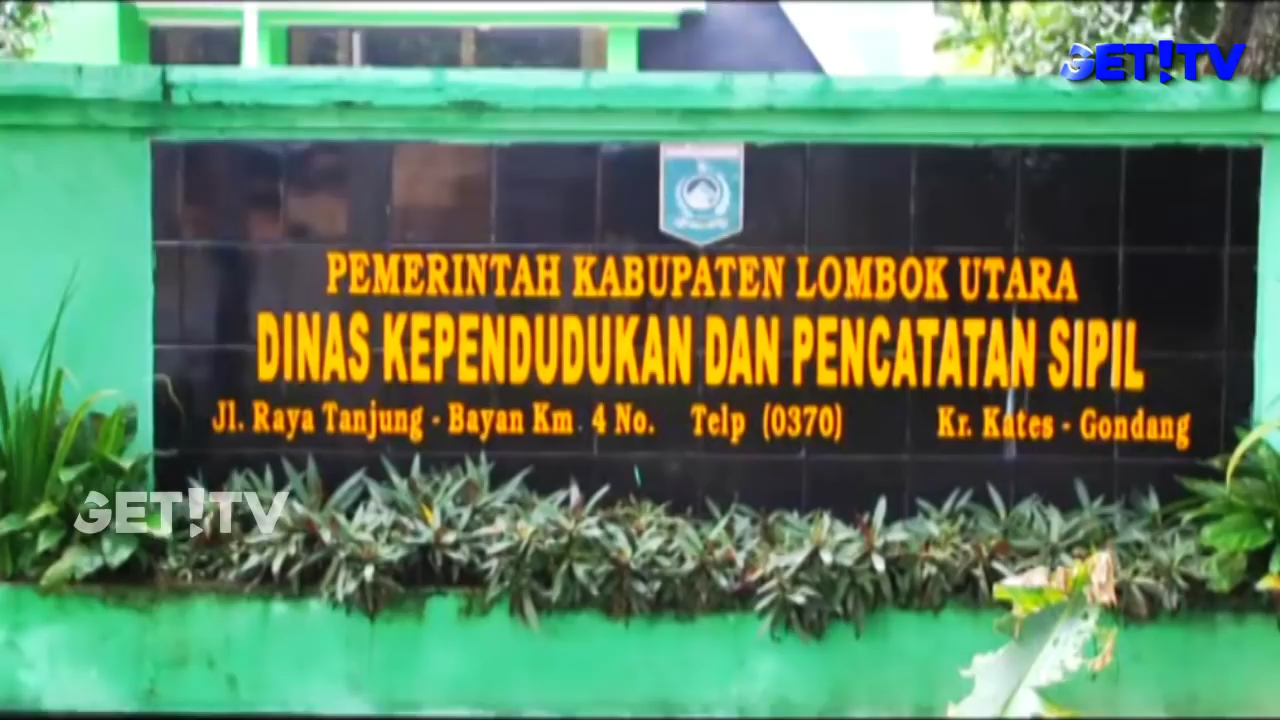 GET!TV
PEMERINTAH KABUPATEN LOMBOK UTARA
DINAS KEPENDUDUKAN DAN PENCATATAN SIPIL
Jl. Raya Tanjung - Bayan Km 4 No. Telp (0370) Kr. Kates - Gondang
GET!TV